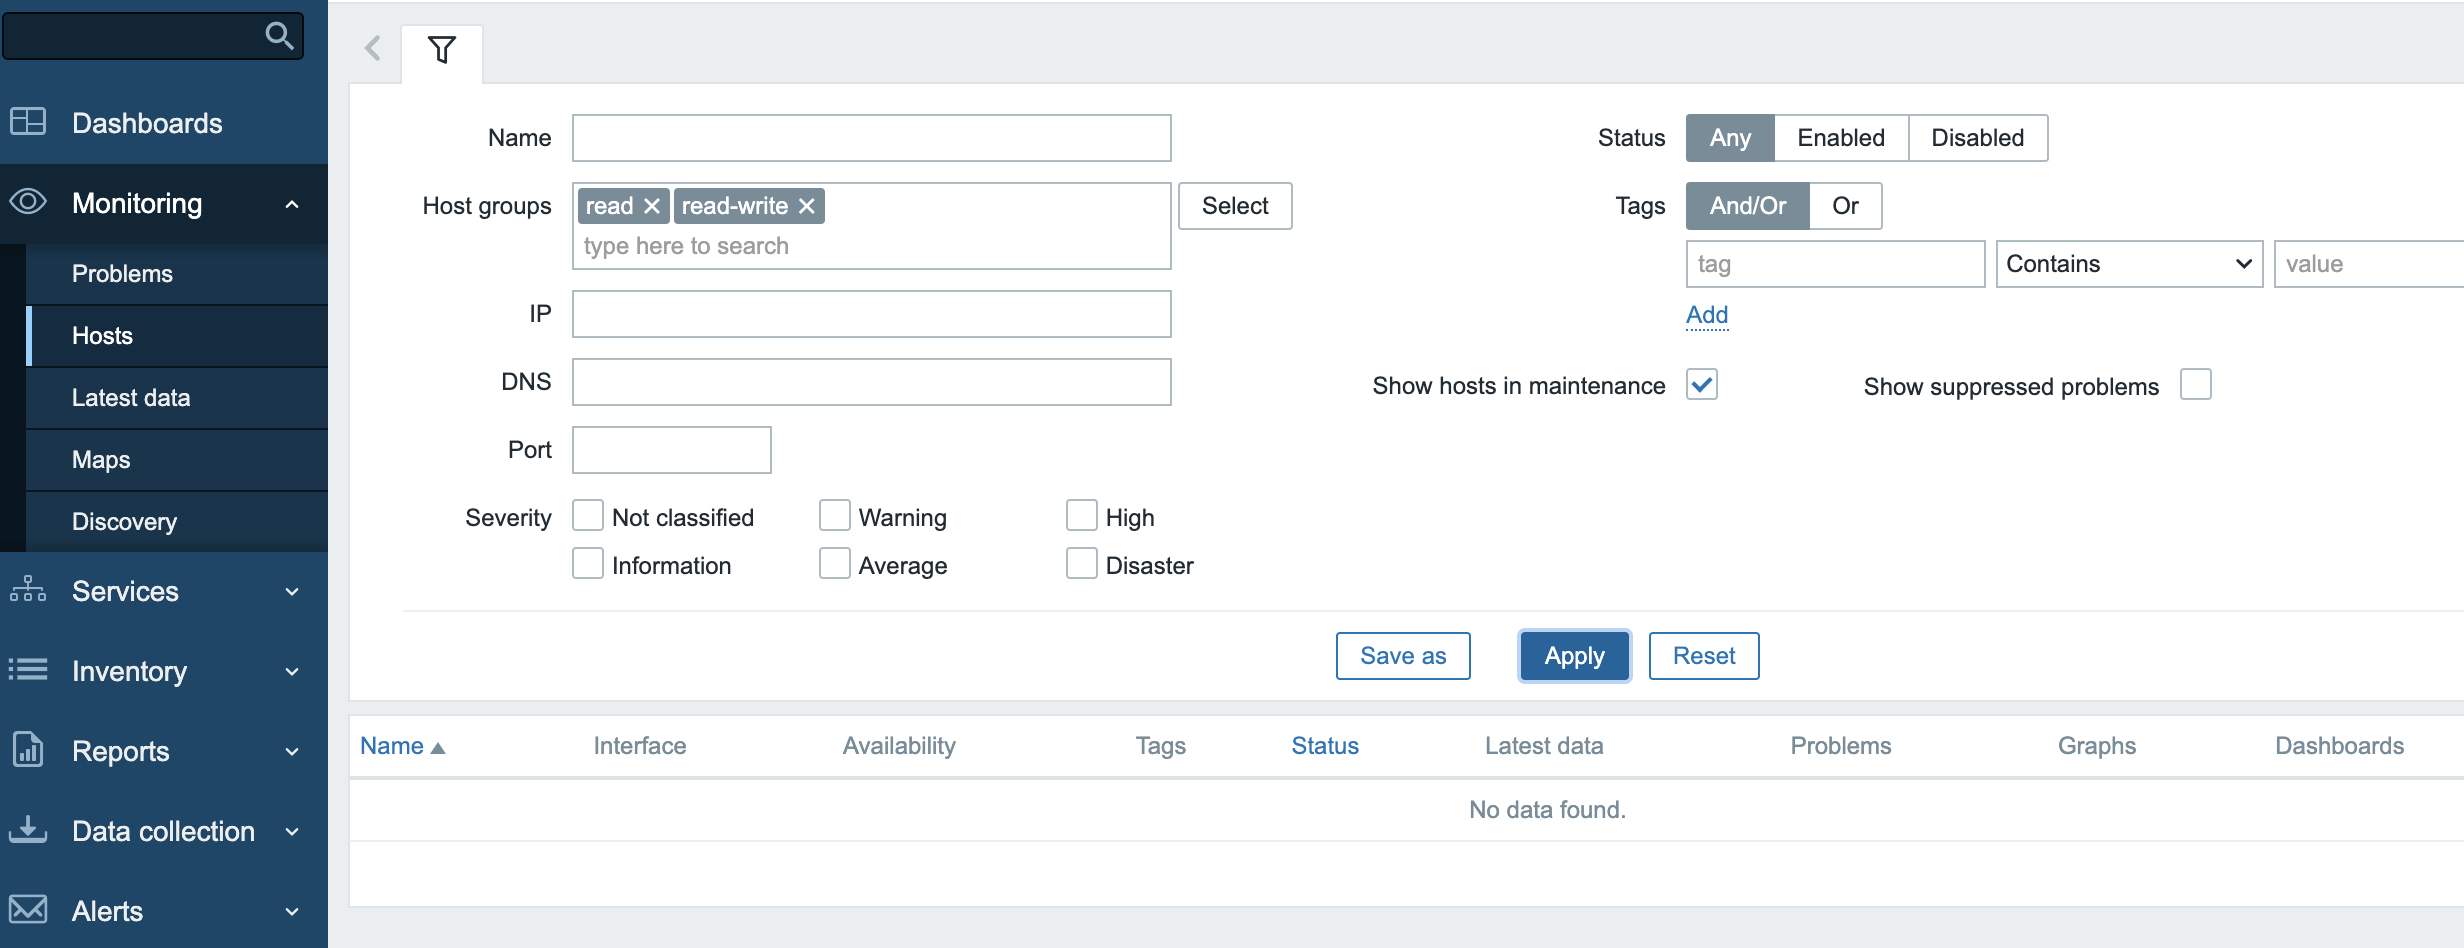 Dashboards
Monitoring
Problems
Hosts
Latest data
Maps
Discovery
Services
Inventory
Reports
Data collection
Alerts
Name
Host groups read read-write Select
type here to search
IP
DNS
Port
Severity Not classified Warning High
Information Average Disaster
Status Any Enabled Disabled
Tags And/Or Or
tag Contains value
Add
Show hosts in maintenance Show suppressed problems
Save as Apply Reset
Name Interface Availability Tags Status Latest data Problems Graphs Dashboards
No data found.